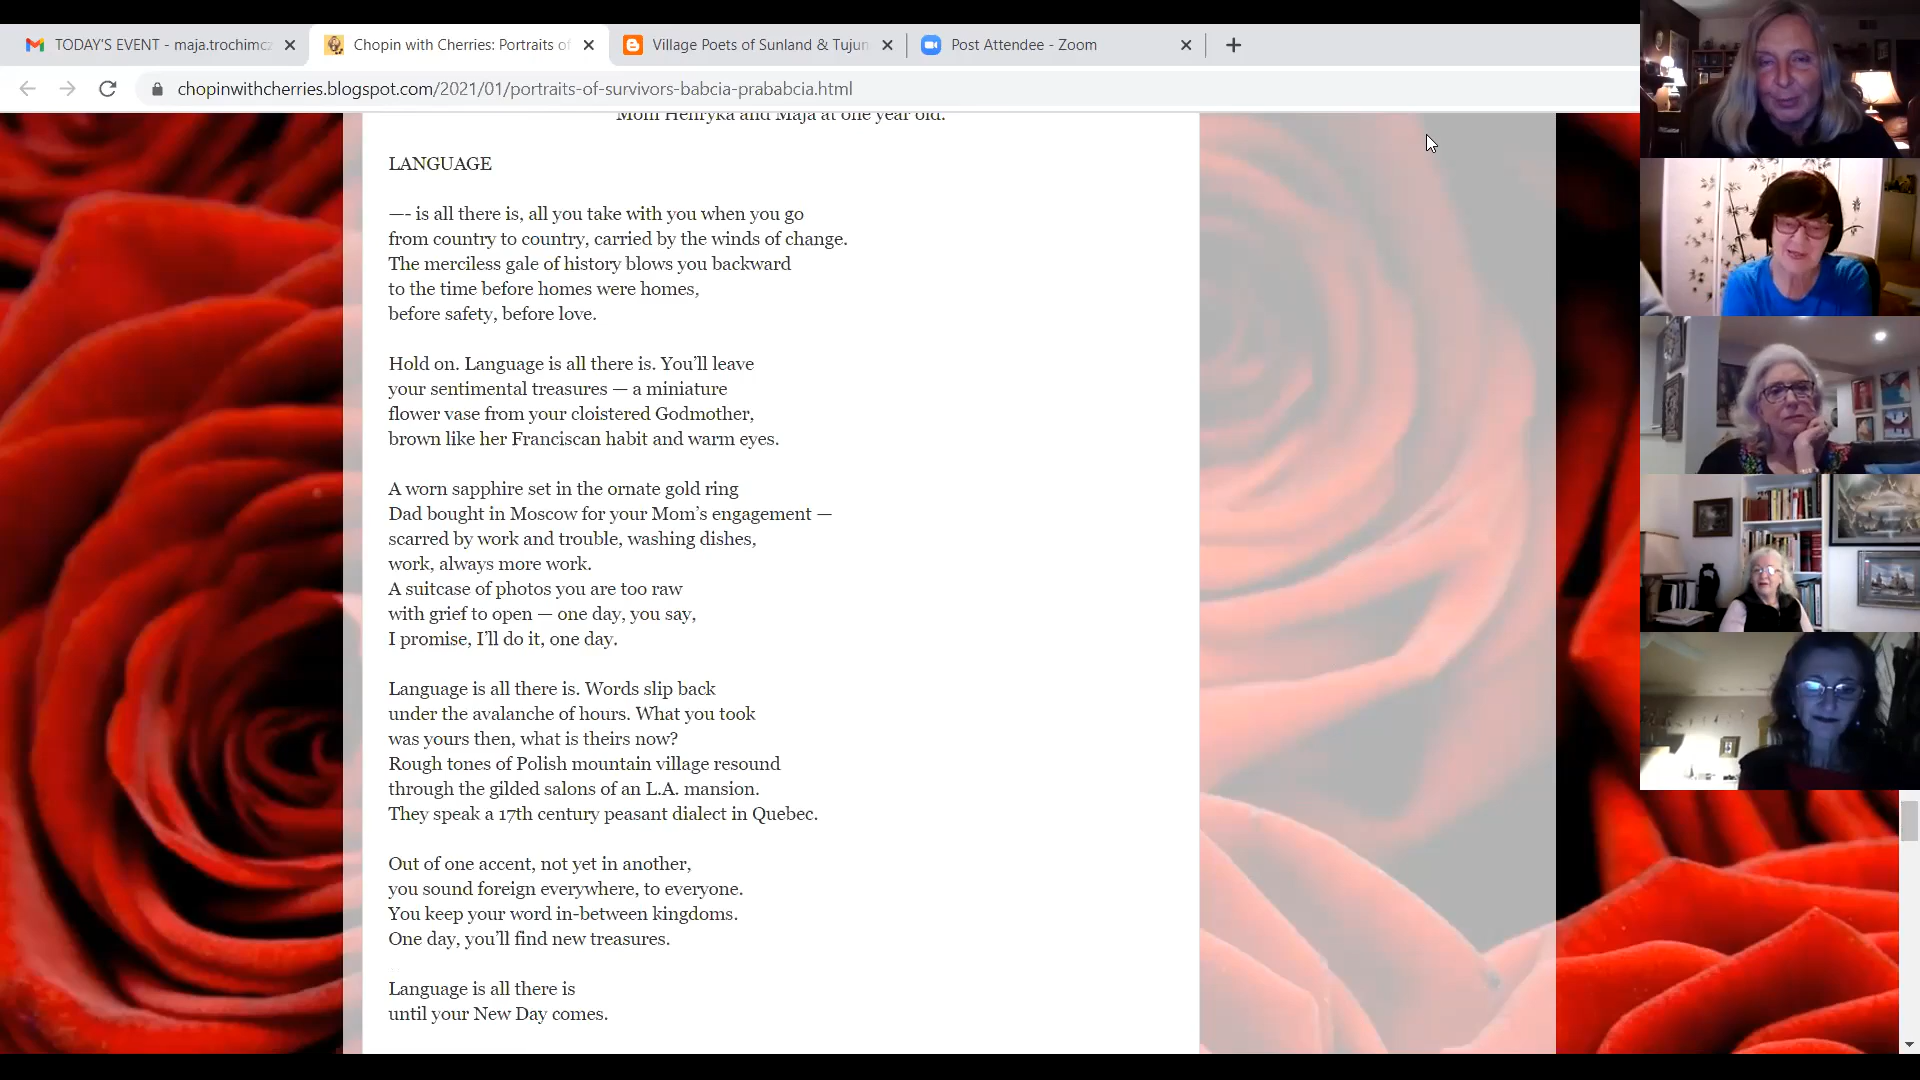 TODAY'S EVENT - maja.trochimcz
Chopin with Cherries: Portraits of
Village Poets of Sunland & Tujun
Post Attendee - Zoom
chopinwithcherries.blogspot.com/2021/01/portraits-of-survivors-babcia-prababcia.html
Mom Henryka and Maja at one year old.
LANGUAGE
—- is all there is, all you take with you when you go
from country to country, carried by the winds of change.
The merciless gale of history blows you backward
to the time before homes were homes,
before safety, before love.
Hold on. Language is all there is. You’ll leave
your sentimental treasures — a miniature
flower vase from your cloistered Godmother,
brown like her Franciscan habit and warm eyes.
A worn sapphire set in the ornate gold ring
Dad bought in Moscow for your Mom’s engagement —
scarred by work and trouble, washing dishes,
work, always more work.
A suitcase of photos you are too raw
with grief to open — one day, you say,
I promise, I’ll do it, one day.
Language is all there is. Words slip back
under the avalanche of hours. What you took
was yours then, what is theirs now?
Rough tones of Polish mountain village resound
through the gilded salons of an L.A. mansion.
They speak a 17th century peasant dialect in Quebec.
Out of one accent, not yet in another,
you sound foreign everywhere, to everyone.
You keep your word in-between kingdoms.
One day, you’ll find new treasures.
Language is all there is
until your New Day comes.